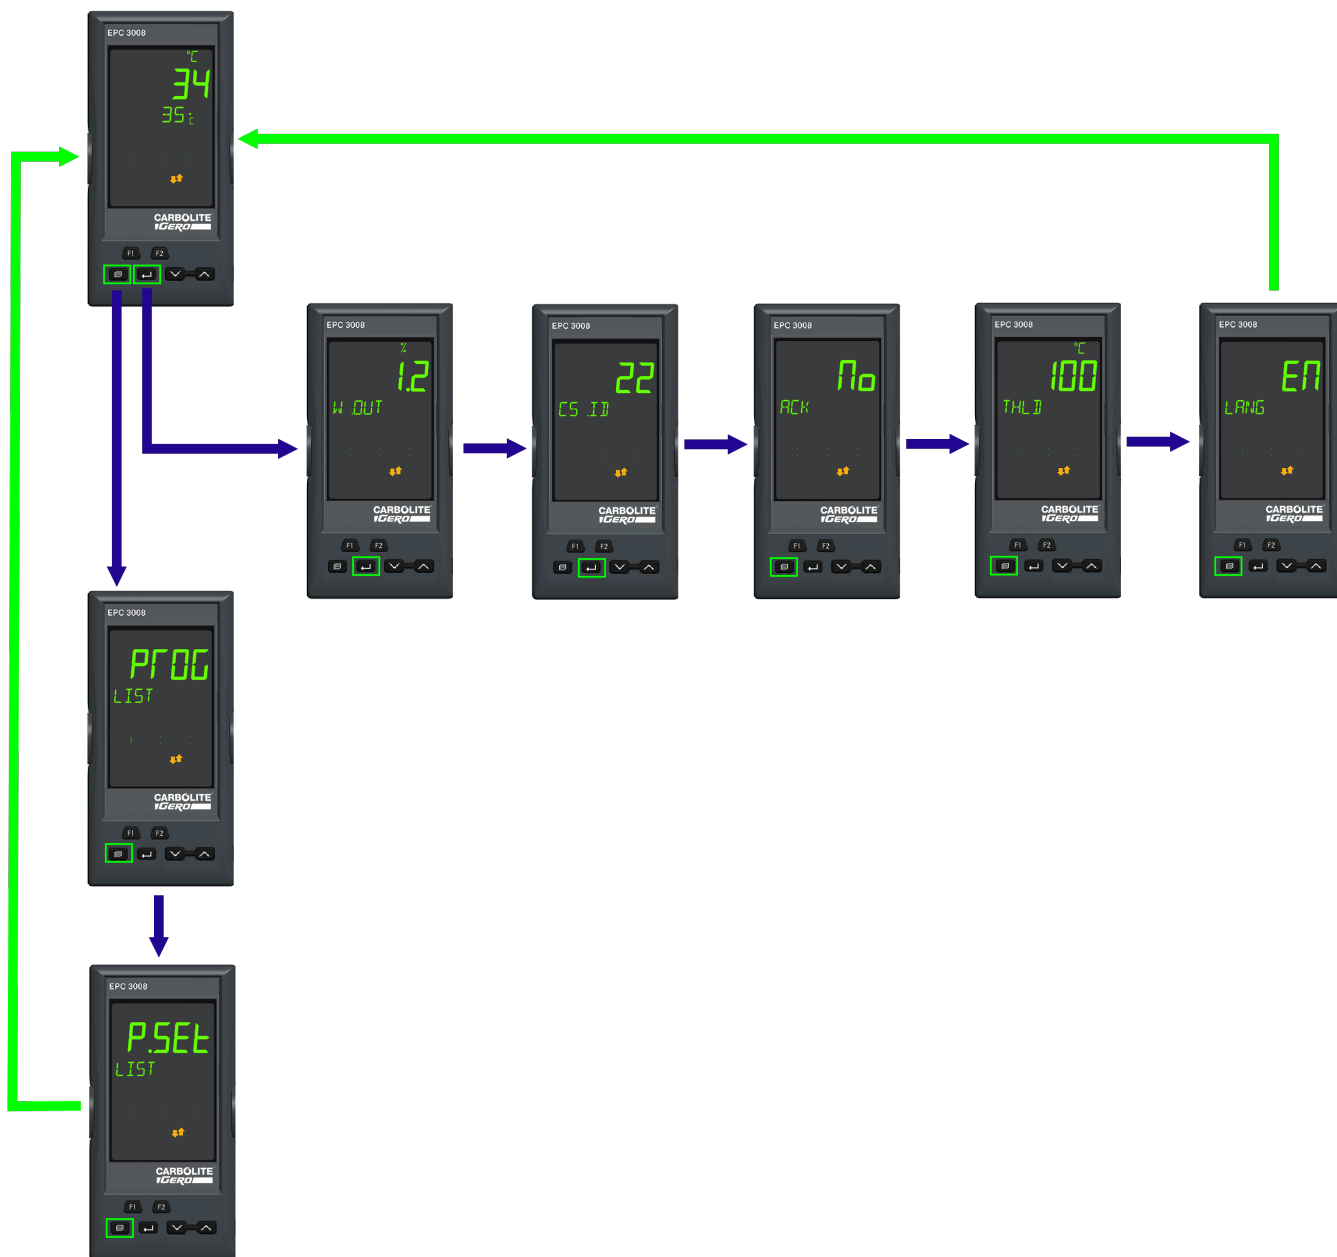 EPC 3008
°C
34
35°C
CARBOLITE
GERO
F1 F2
EPC 3008
%
1.2
W.OUT
CARBOLITE
GERO
F1 F2
EPC 3008
22
CS.ID
CARBOLITE
GERO
F1 F2
EPC 3008
No
ACK
CARBOLITE
GERO
F1 F2
EPC 3008
°C
100
THLD
CARBOLITE
GERO
F1 F2
EPC 3008
EN
LANG
CARBOLITE
GERO
F1 F2
EPC 3008
ProG
LIST
CARBOLITE
GERO
F1 F2
EPC 3008
P.SEt
LIST
CARBOLITE
GERO
F1 F2